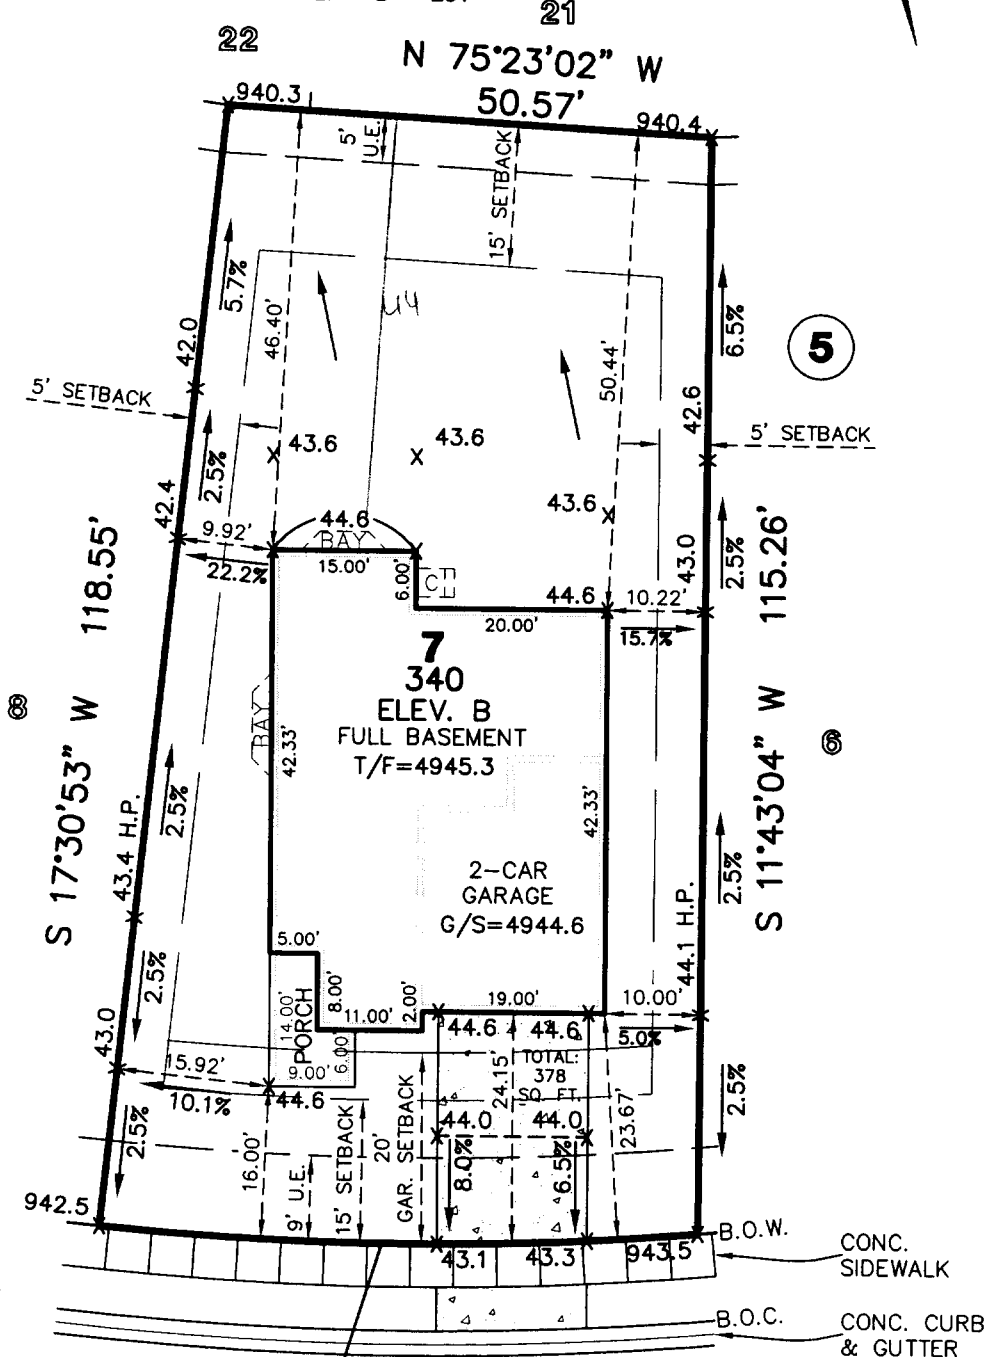 21
22
N 75°23'02" W
50.57'
940.3
940.4
5'
U.E.
15' SETBACK
5.7%
46.40'
U4
50.44'
6.5%
5
42.0
42.6
5' SETBACK
5' SETBACK
43.6
43.6
43.6
2.5%
42.4
9.92'
22.2%
44.6
BAY
15.00'
6.00'
44.6
20.00'
10.22'
15.7%
43.0
2.5%
118.55'
115.26'
S 17°30'53" W
S 11°43'04" W
8
6
7
340
ELEV. B
FULL BASEMENT
T/F=4945.3
BAY
42.33'
42.33'
2.5%
43.4 H.P.
2-CAR
GARAGE
G/S=4944.6
2.5%
44.1 H.P.
5.00'
8.00'
14.00'
PORCH
11.00'
2.00'
19.00'
10.00'
5.0%
2.5%
43.0
15.92'
10.1%
9.00'
6.00'
44.6
44.6
44.6
24.15'
TOTAL:
378
SQ. FT.
23.67'
2.5%
44.0
44.0
8.0%
6.5%
2.5%
16.00'
9' U.E.
15' SETBACK
20'
GAR. SETBACK
942.5
43.1
43.3
943.5
B.O.W.
CONC.
SIDEWALK
B.O.C.
CONC. CURB
& GUTTER